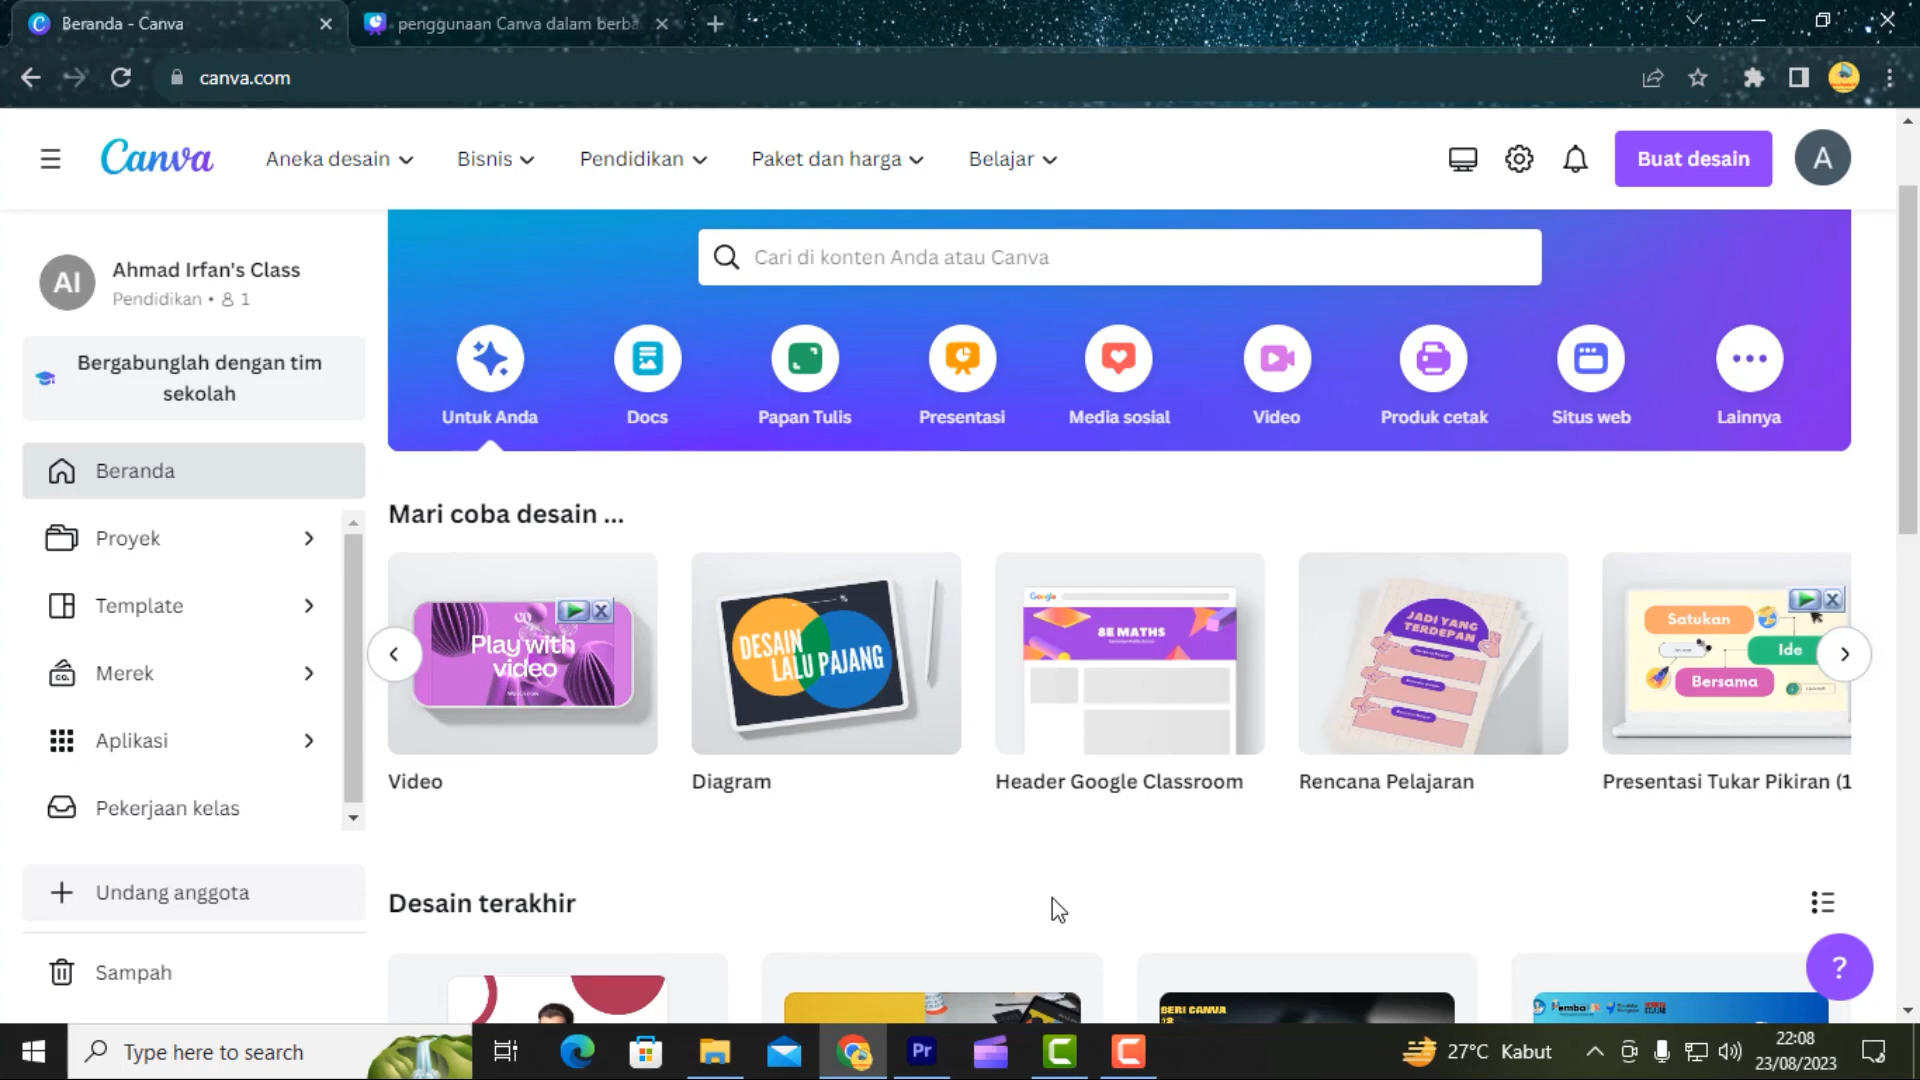 Beranda - Canva
penggunaan Canva dalam berba
canva.com
Canva
Aneka desain
Bisnis
Pendidikan
Paket dan harga
Belajar
Buat desain
A
AI
Ahmad Irfan's Class
Pendidikan • 1
Bergabunglah dengan tim
sekolah
Beranda
Proyek
Template
Merek
Aplikasi
Pekerjaan kelas
Undang anggota
Sampah
Cari di konten Anda atau Canva
Untuk Anda
Docs
Papan Tulis
Presentasi
Media sosial
Video
Produk cetak
Situs web
Lainnya
Mari coba desain ...
Play with
video
DESAIN
LALU PAJANG
Google
8E MATHS
JADI YANG
TERDEPAN
Satukan
Ide
Bersama
Video
Diagram
Header Google Classroom
Rencana Pelajaran
Presentasi Tukar Pikiran (1
Desain terakhir
BERI CANVA
?
Type here to search
Pr
27°C Kabut
22:08
23/08/2023